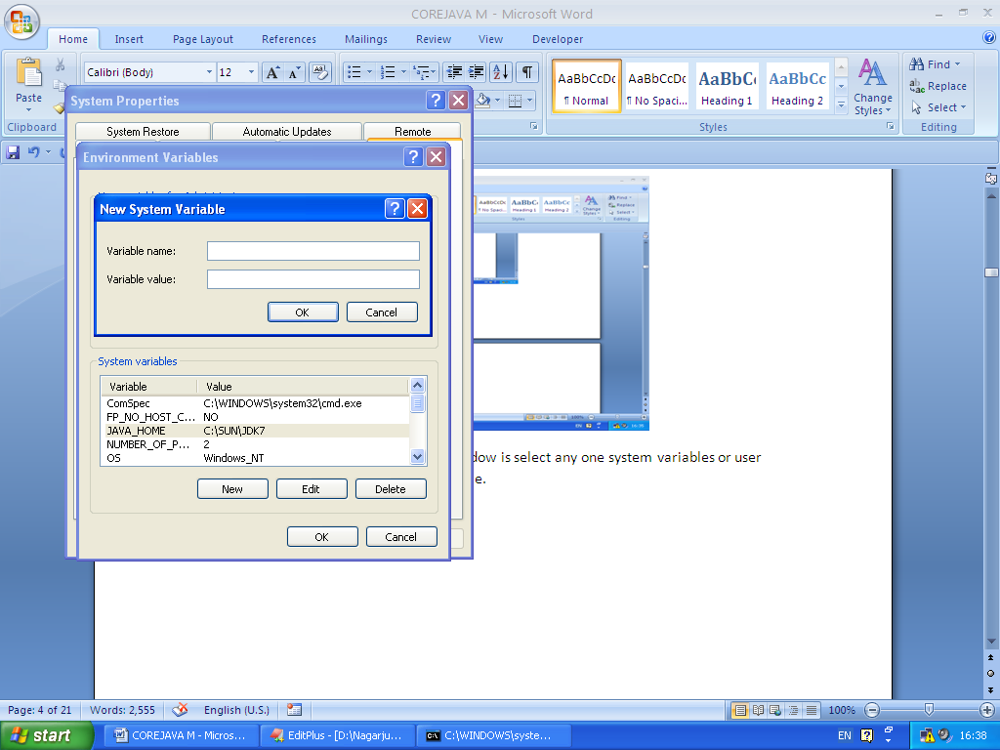 COREJAVA M - Microsoft Word
Home Insert Page Layout References Mailings Review View Developer
Paste
Clipboard
Calibri (Body) 12
AaBbCcDc AaBbCcDc AaBbC AaBbCc
¶ Normal ¶ No Spaci... Heading 1 Heading 2
Change
Styles
Styles
Find
Replace
Select
Editing
System Properties
System Restore Automatic Updates Remote
Environment Variables
New System Variable
Variable name:
Variable value:
OK Cancel
System variables
Variable Value
ComSpec C:\WINDOWS\system32\cmd.exe
FP_NO_HOST_C... NO
JAVA_HOME C:\SUN\JDK7
NUMBER_OF_P... 2
OS Windows_NT
New Edit Delete
OK Cancel
dow is select any one system variables or user
e.
Page: 4 of 21 Words: 2,555 English (U.S.) 100%
start COREJAVA M - Micros... EditPlus - [D:\Nagarju... C:\WINDOWS\syste... EN 16:38